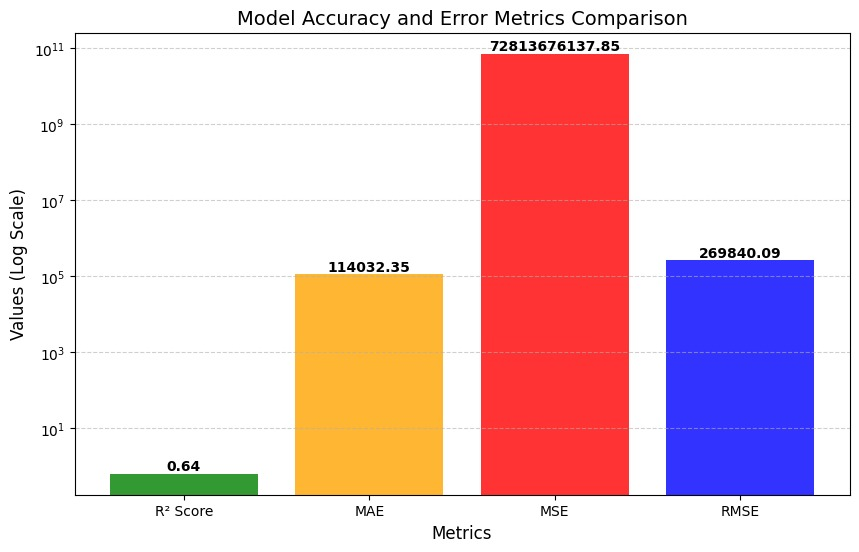 Model Accuracy and Error Metrics Comparison
Values (Log Scale)
10¹¹
10⁹
10⁷
10⁵
10³
10¹
0.64
114032.35
72813676137.85
269840.09
R² Score
MAE
MSE
RMSE
Metrics